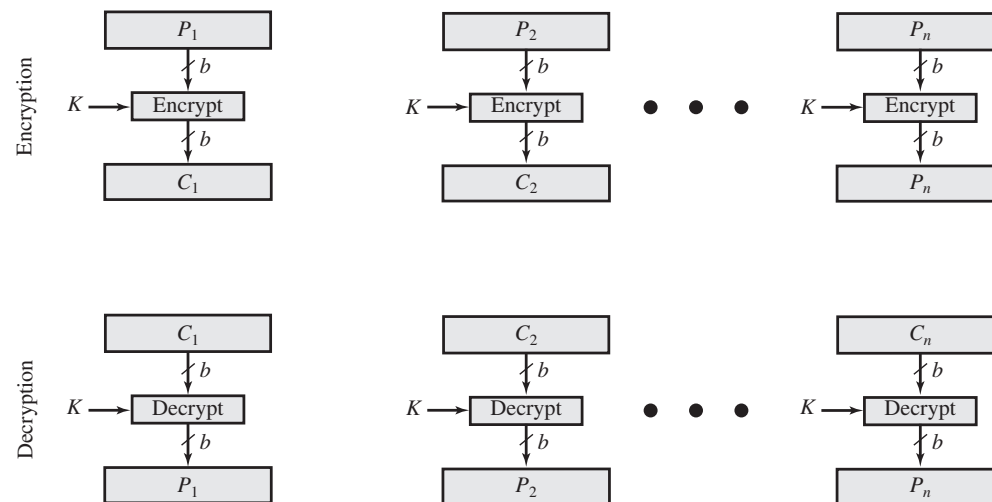 Encryption
P1
P2
Pn
b
b
b
K
Encrypt
K
Encrypt
K
Encrypt
b
b
b
C1
C2
Pn
Decryption
C1
C2
Cn
b
b
b
K
Decrypt
K
Decrypt
K
Decrypt
b
b
b
P1
P2
Pn